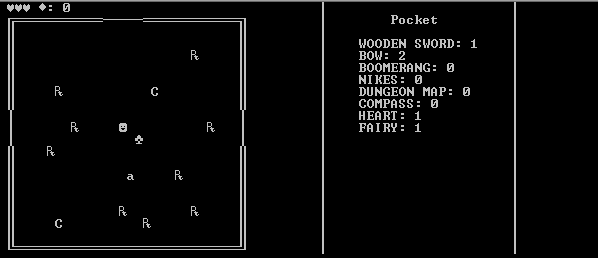 ♥♥♥ ♦: 0
Pocket
WOODEN SWORD: 1
BOW: 2
BOOMERANG: 0
NIKES: 0
DUNGEON MAP: 0
COMPASS: 0
HEART: 1
FAIRY: 1
₧
₧ C
₧ ☻ ₧
♣
₧
a ₧
₧ ₧
C ₧